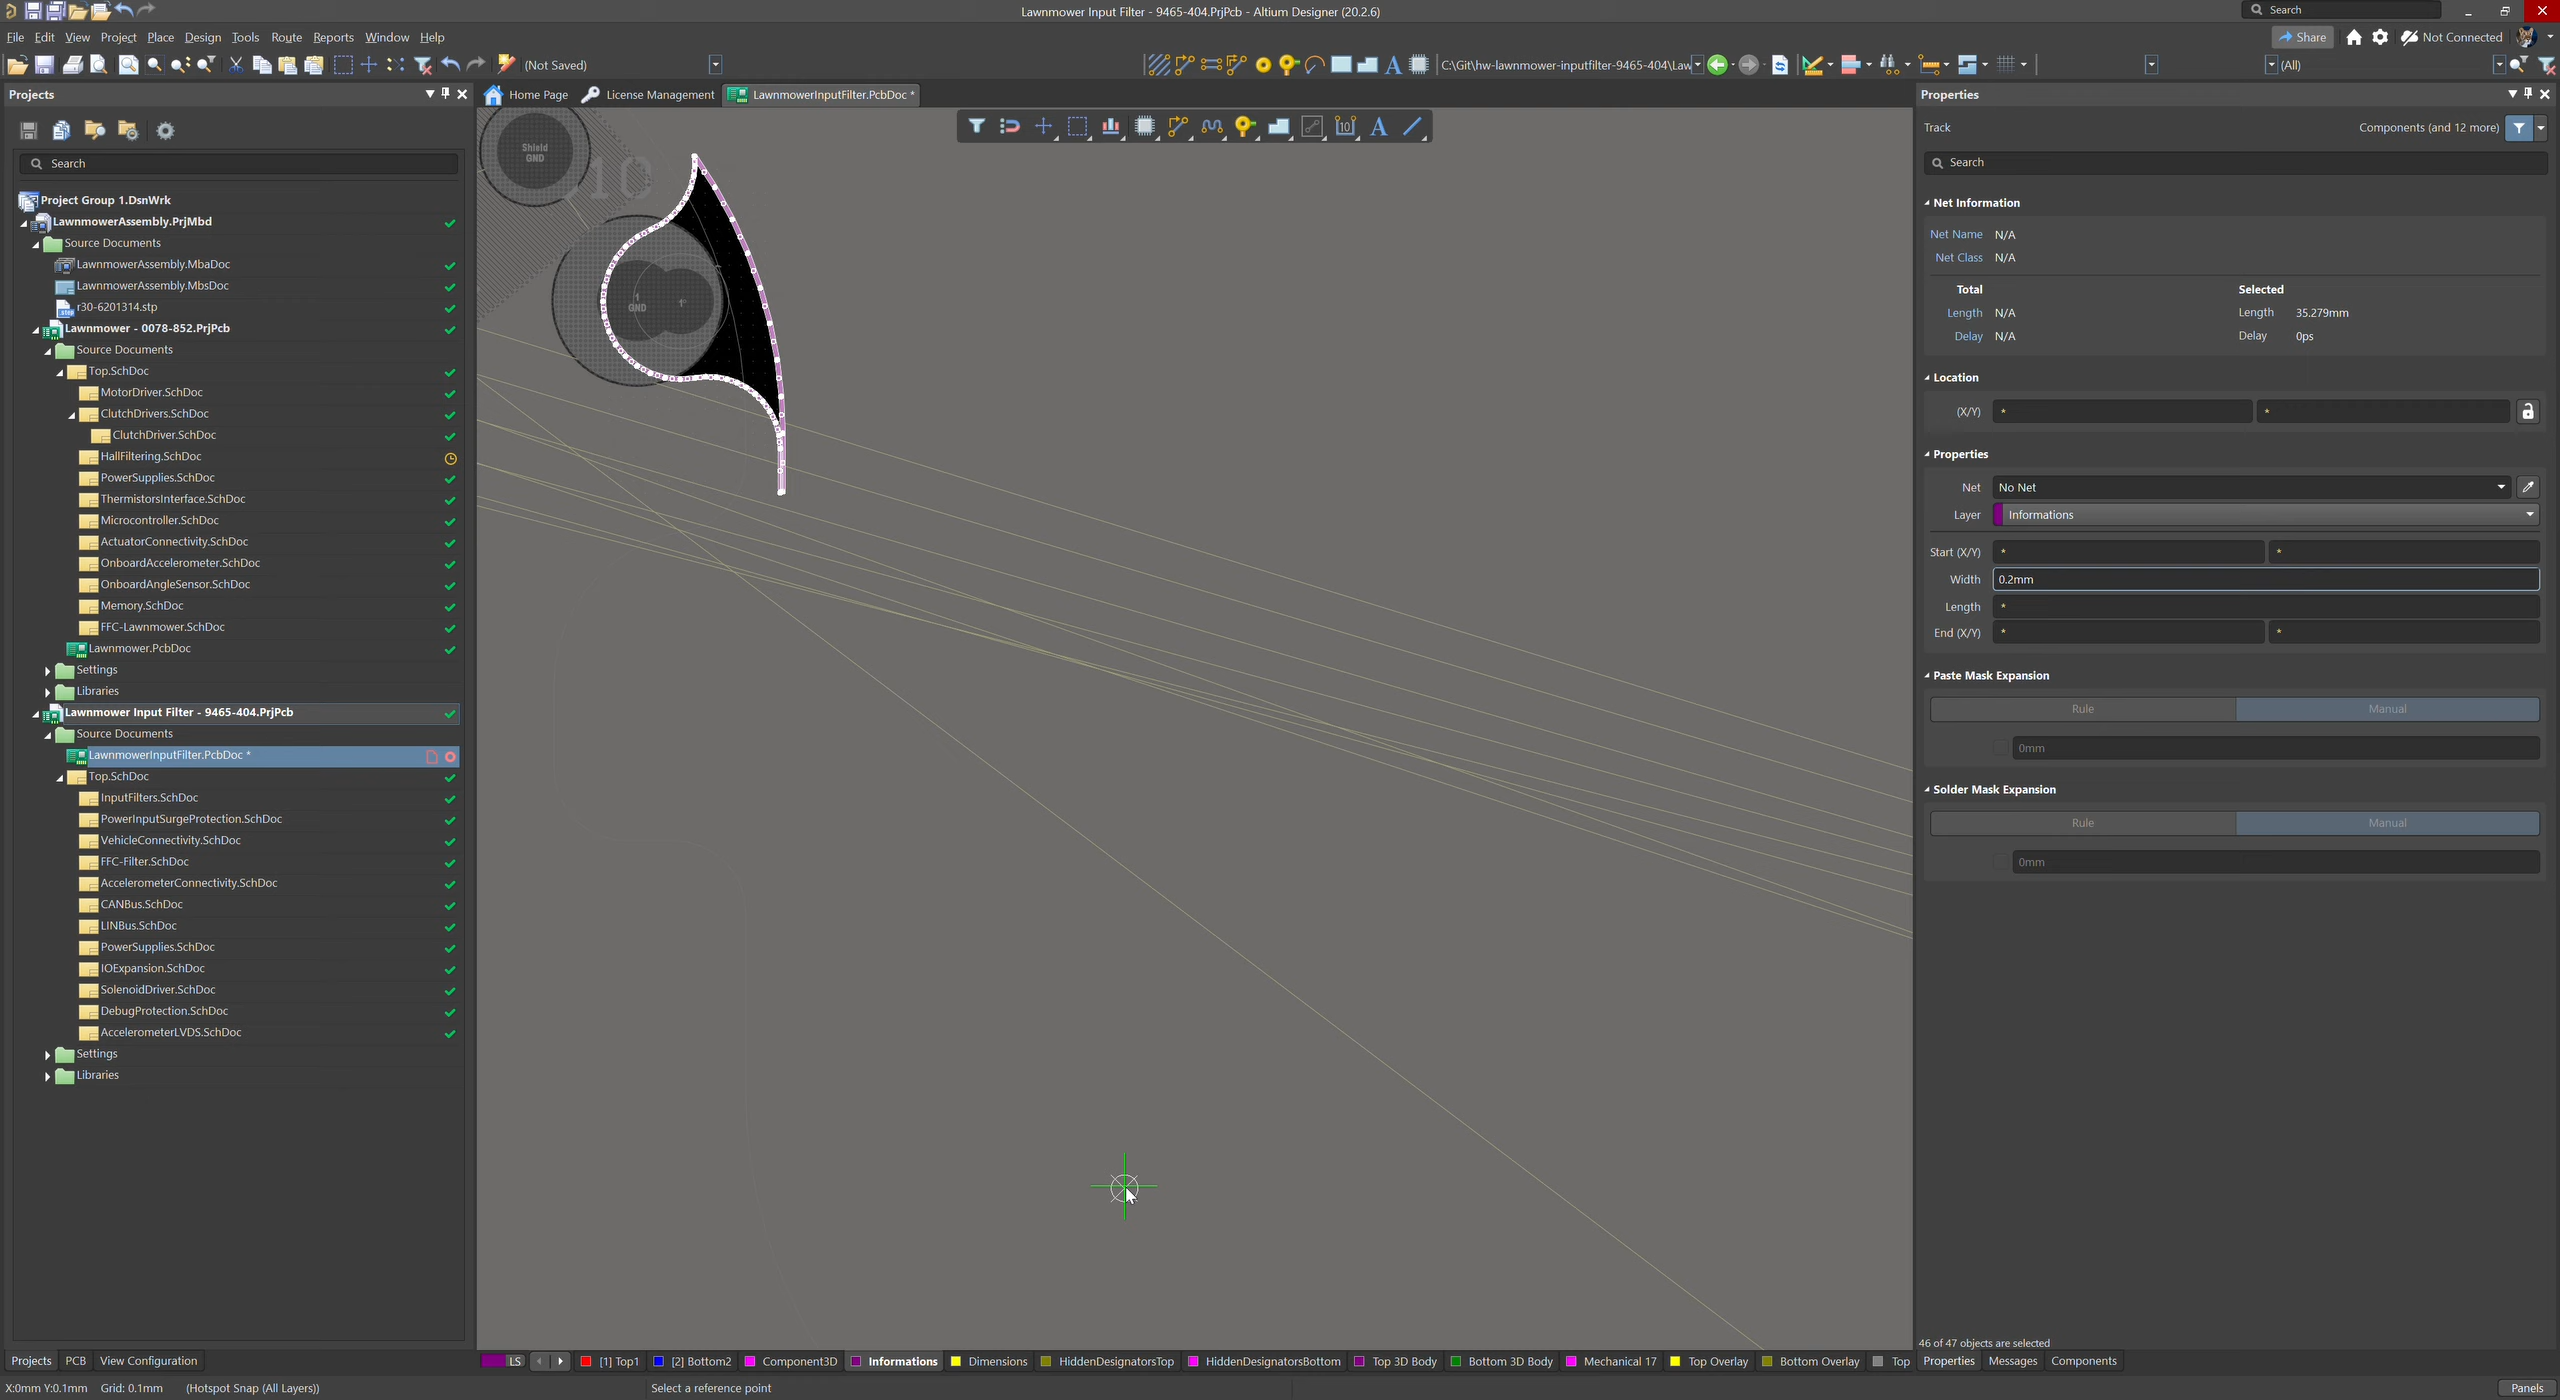 Lawnmower Input Filter - 9465-404.PrjPcb - Altium Designer (20.2.6)
Search
File Edit View Project Place Design Tools Route Reports Window Help
Share
Not Connected
(Not Saved)
C:\Git\hw-lawnmower-inputfilter-9465-404\Law
(All)
Projects
Home Page
License Management
LawnmowerInputFilter.PcbDoc *
Properties
Track
Components (and 12 more)
Search
Search
Project Group 1.DsnWrk
LawnmowerAssembly.PrjMbd
Source Documents
LawnmowerAssembly.MbaDoc
LawnmowerAssembly.MbsDoc
r30-6201314.stp
Lawnmower - 0078-852.PrjPcb
Source Documents
Top.SchDoc
MotorDriver.SchDoc
ClutchDrivers.SchDoc
ClutchDriver.SchDoc
HallFiltering.SchDoc
PowerSupplies.SchDoc
ThermistorsInterface.SchDoc
Microcontroller.SchDoc
ActuatorConnectivity.SchDoc
OnboardAccelerometer.SchDoc
OnboardAngleSensor.SchDoc
Memory.SchDoc
FFC-Lawnmower.SchDoc
Lawnmower.PcbDoc
Settings
Libraries
Lawnmower Input Filter - 9465-404.PrjPcb
Source Documents
LawnmowerInputFilter.PcbDoc *
Top.SchDoc
InputFilters.SchDoc
PowerInputSurgeProtection.SchDoc
VehicleConnectivity.SchDoc
FFC-Filter.SchDoc
AccelerometerConnectivity.SchDoc
CANBus.SchDoc
LINBus.SchDoc
PowerSupplies.SchDoc
IOExpansion.SchDoc
SolenoidDriver.SchDoc
DebugProtection.SchDoc
AccelerometerLVDS.SchDoc
Settings
Libraries
Shield
GND
10
1
GND
Net Information
Net Name N/A
Net Class N/A
Total Selected
Length N/A Length 35.279mm
Delay N/A Delay 0ps
Location
(X/Y) * *
Properties
Net No Net
Layer Informations
Start (X/Y) * *
Width 0.2mm
Length *
End (X/Y) * *
Paste Mask Expansion
Rule Manual
0mm
Solder Mask Expansion
Rule Manual
0mm
46 of 47 objects are selected
Projects PCB View Configuration
LS [1] Top1 [2] Bottom2 Component3D Informations Dimensions HiddenDesignatorsTop HiddenDesignatorsBottom Top 3D Body Bottom 3D Body Mechanical 17 Top Overlay Bottom Overlay Top
Properties Messages Components
X:0mm Y:0.1mm Grid: 0.1mm (Hotspot Snap (All Layers))
Select a reference point
Panels